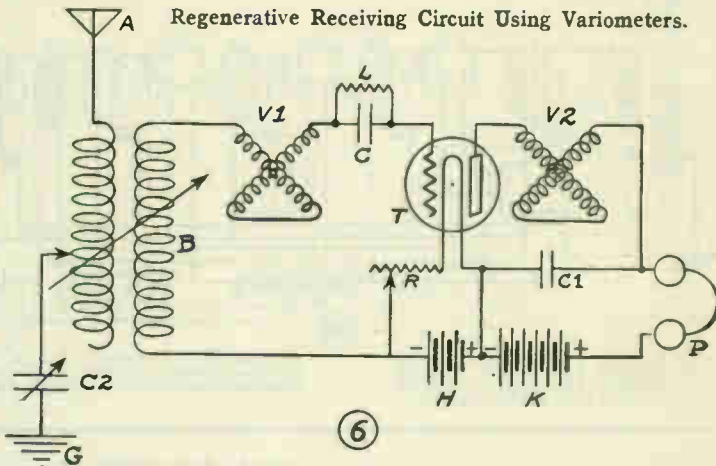 A
Regenerative Receiving Circuit Using Variometers.
L
V1
V2
C
T
B
R
C1
P
C2
- + - +
H
K
6
G